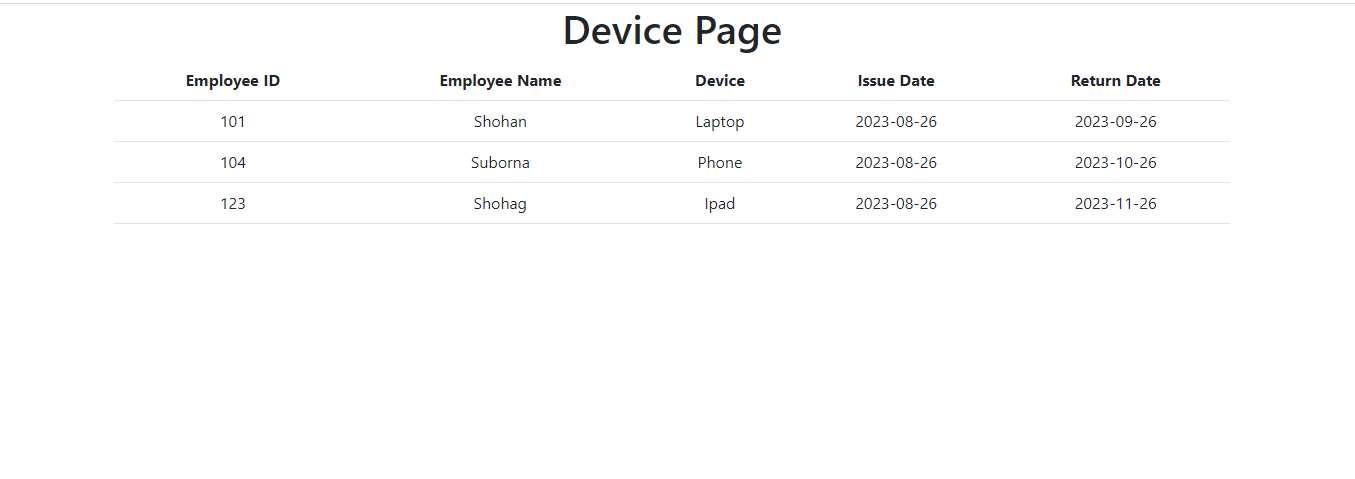 Device Page
Employee ID Employee Name Device Issue Date Return Date
101 Shohan Laptop 2023-08-26 2023-09-26
104 Suborna Phone 2023-08-26 2023-10-26
123 Shohag Ipad 2023-08-26 2023-11-26